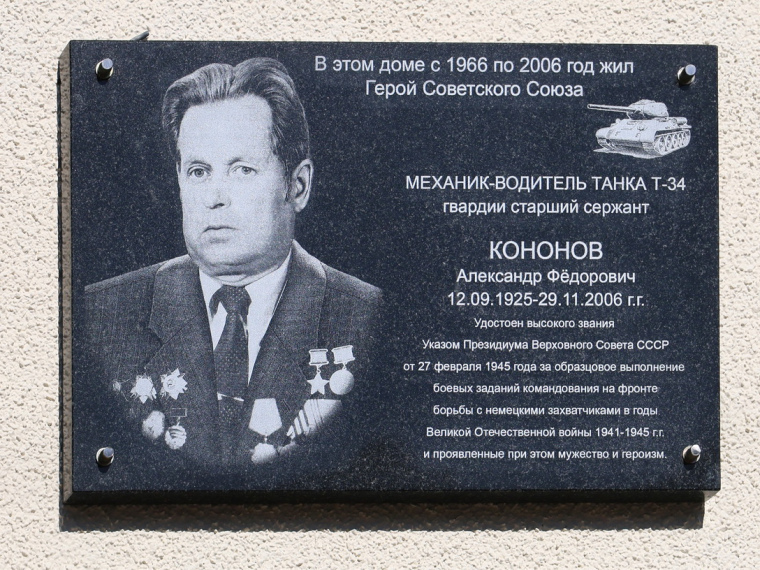 В этом доме с 1966 по 2006 год жил
Герой Советского Союза
МЕХАНИК-ВОДИТЕЛЬ ТАНКА Т-34
гвардии старший сержант
КОНОНОВ
Александр Фёдорович
12.09.1925-29.11.2006 г.г.
Удостоен высокого звания
Указом Президиума Верховного Совета СССР
от 27 февраля 1945 года за образцовое выполнение
боевых заданий командования на фронте
борьбы с немецкими захватчиками в годы
Великой Отечественной войны 1941-1945 г.г.
и проявленные при этом мужество и героизм.